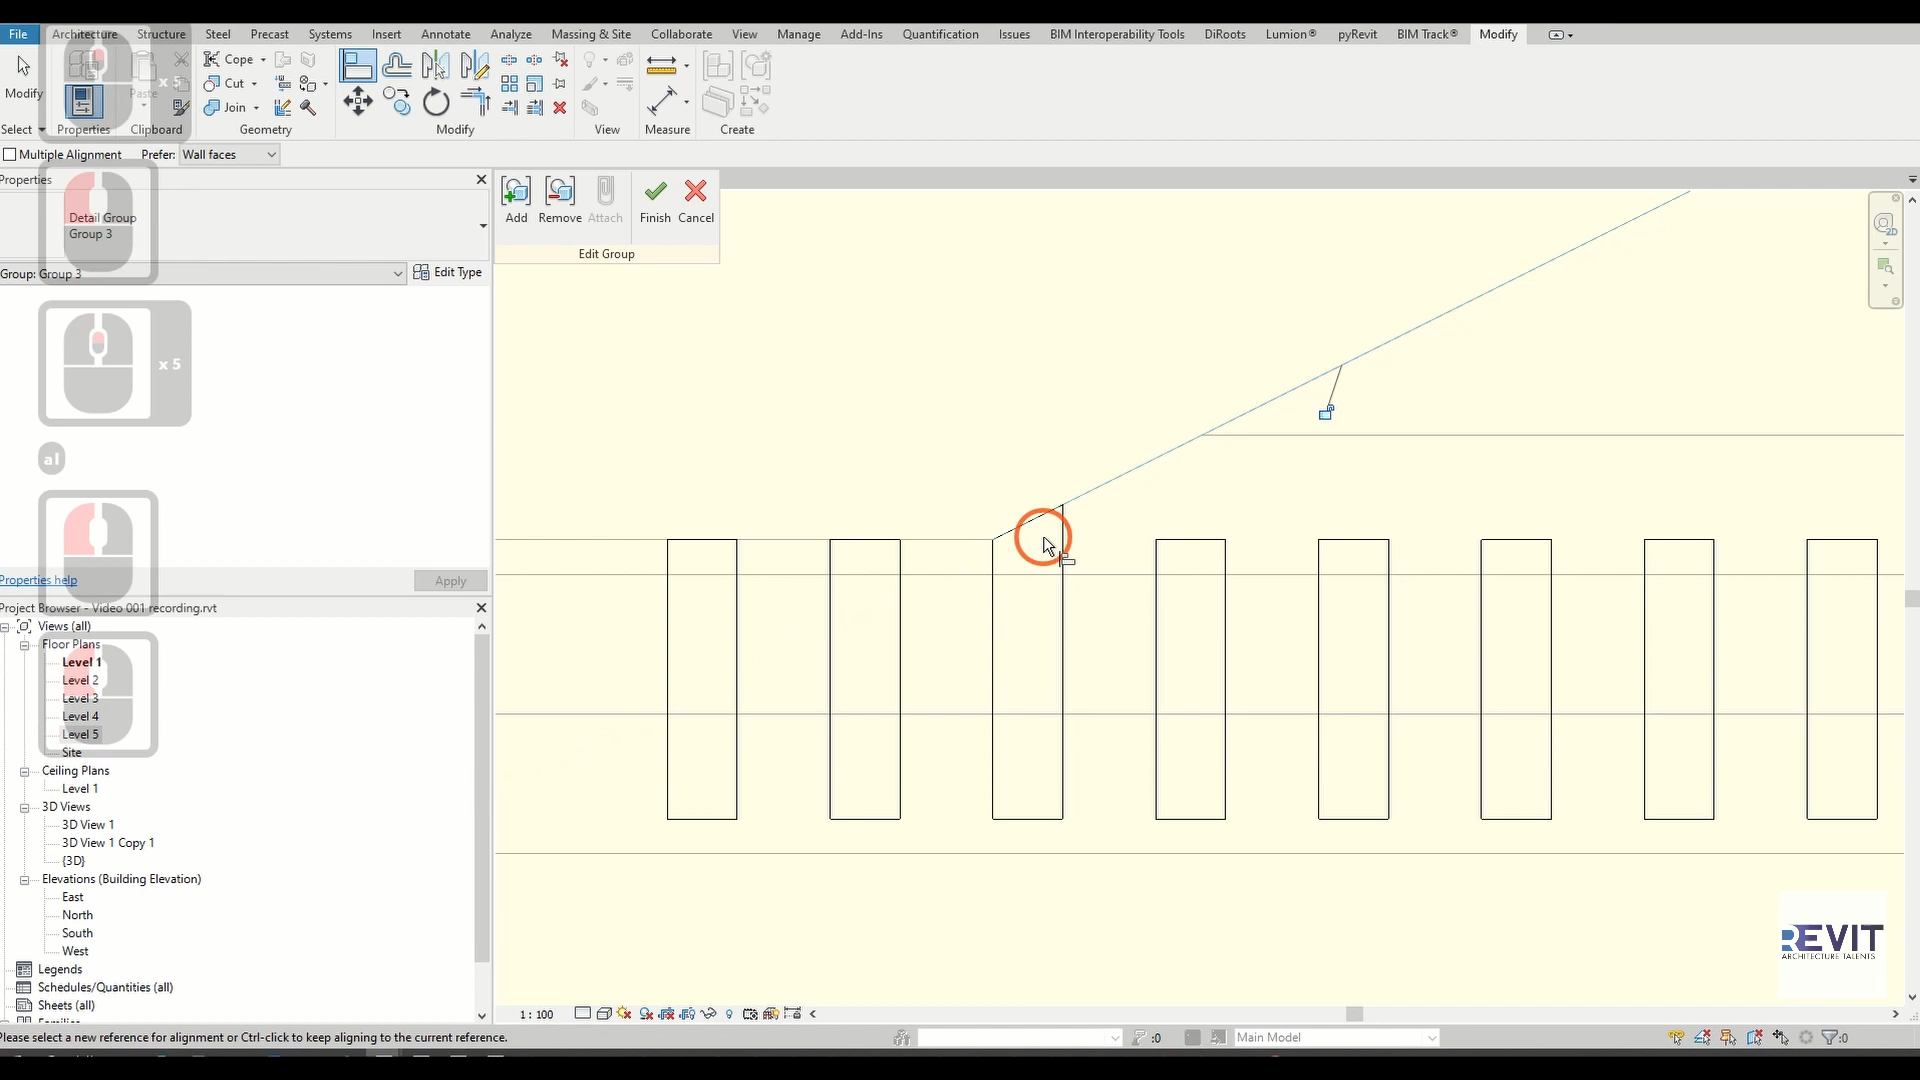 File Architecture Structure Steel Precast Systems Insert Annotate Analyze Massing & Site Collaborate View Manage Add-Ins Quantification Issues BIM Interoperability Tools DiRoots Lumion® pyRevit BIM Track® Modify
Modify
Paste
x 5
Cope
Cut
Join
Select Properties Clipboard Geometry Modify View Measure Create
Multiple Alignment Prefer: Wall faces
Properties
Detail Group
Group 3
Group: Group 3
Edit Type
Add Remove Attach Finish Cancel
Edit Group
2D
x 5
al
Properties help
Apply
Project Browser - Video 001 recording.rvt
Views (all)
Floor Plans
Level 1
Level 2
Level 3
Level 4
Level 5
Site
Ceiling Plans
Level 1
3D Views
3D View 1
3D View 1 Copy 1
{3D}
Elevations (Building Elevation)
East
North
South
West
Legends
Schedules/Quantities (all)
Sheets (all)
REVIT
ARCHITECTURE TALENTS
1 : 100
Please select a new reference for alignment or Ctrl-click to keep aligning to the current reference.
:0
Main Model
:0